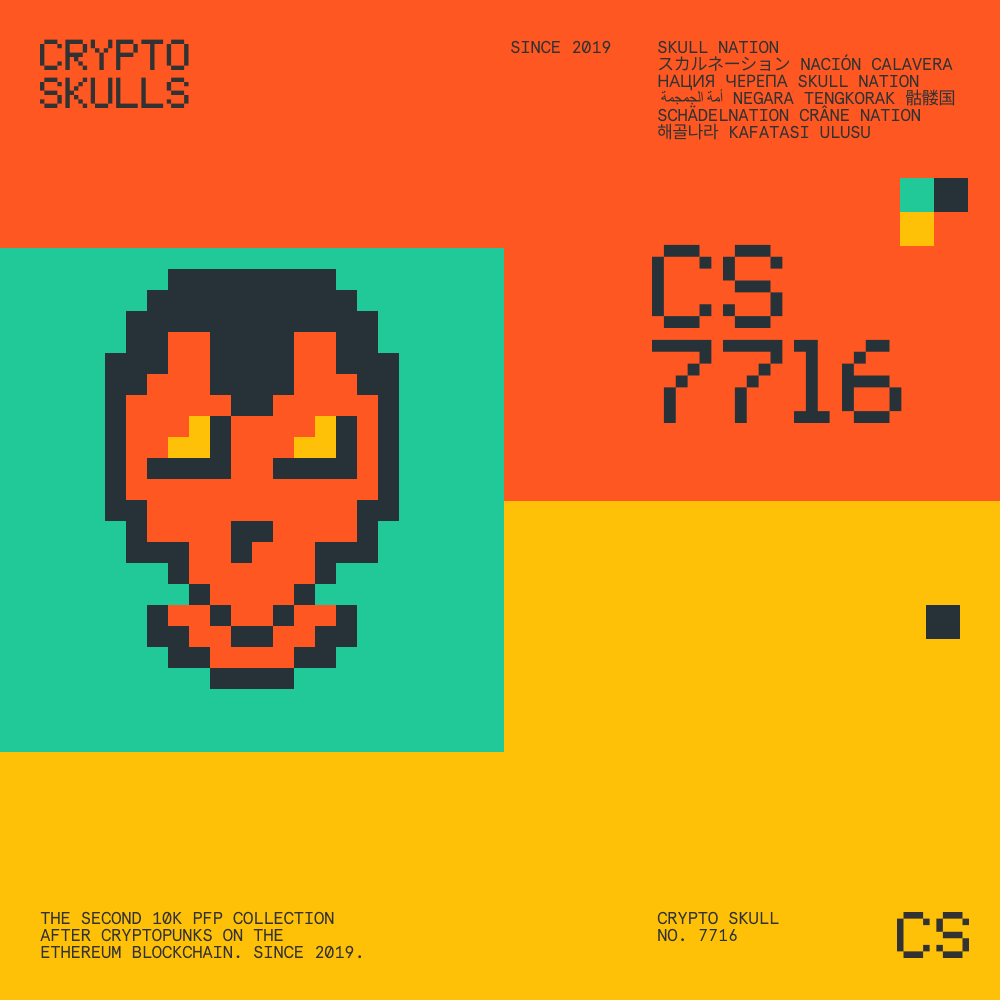 CRYPTO
SKULLS
SINCE 2019
SKULL NATION
スカルネーション NACIÓN CALAVERA
НАЦИЯ ЧЕРЕПА SKULL NATION
أمة الجمجمة NEGARA TENGKORAK 骷髅国
SCHÄDELNATION CRÂNE NATION
해골나라 KAFATASI ULUSU
CS
7716
THE SECOND 10K PFP COLLECTION
AFTER CRYPTOPUNKS ON THE
ETHEREUM BLOCKCHAIN. SINCE 2019.
CRYPTO SKULL
NO. 7716
CS